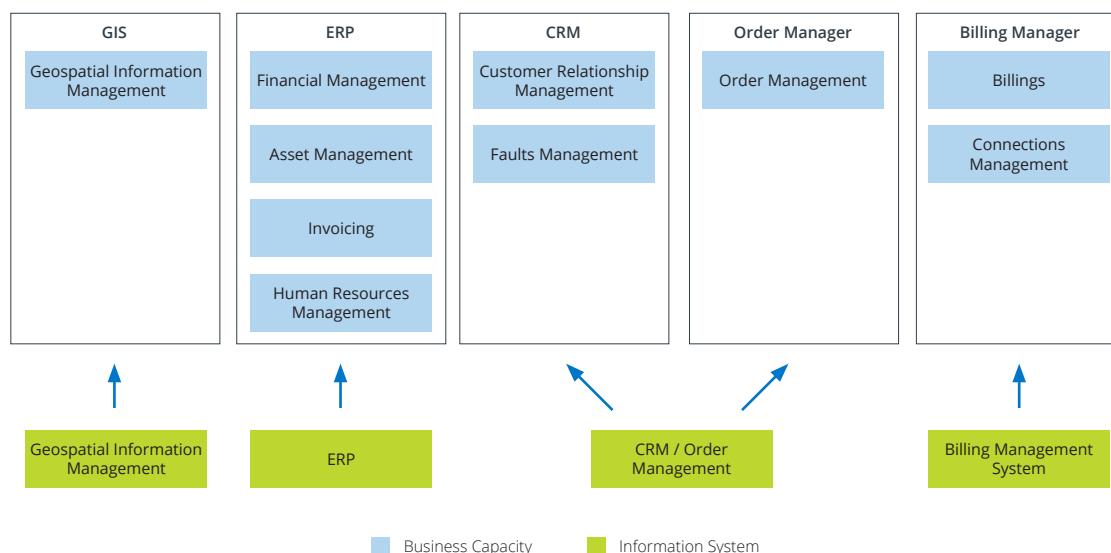 GIS
Geospatial Information
Management
ERP
Financial Management
Asset Management
Invoicing
Human Resources
Management
CRM
Customer Relationship
Management
Faults Management
Order Manager
Order Management
Billing Manager
Billings
Connections
Management
Geospatial Information
Management
ERP
CRM / Order
Management
Billing Management
System
Business Capacity
Information System